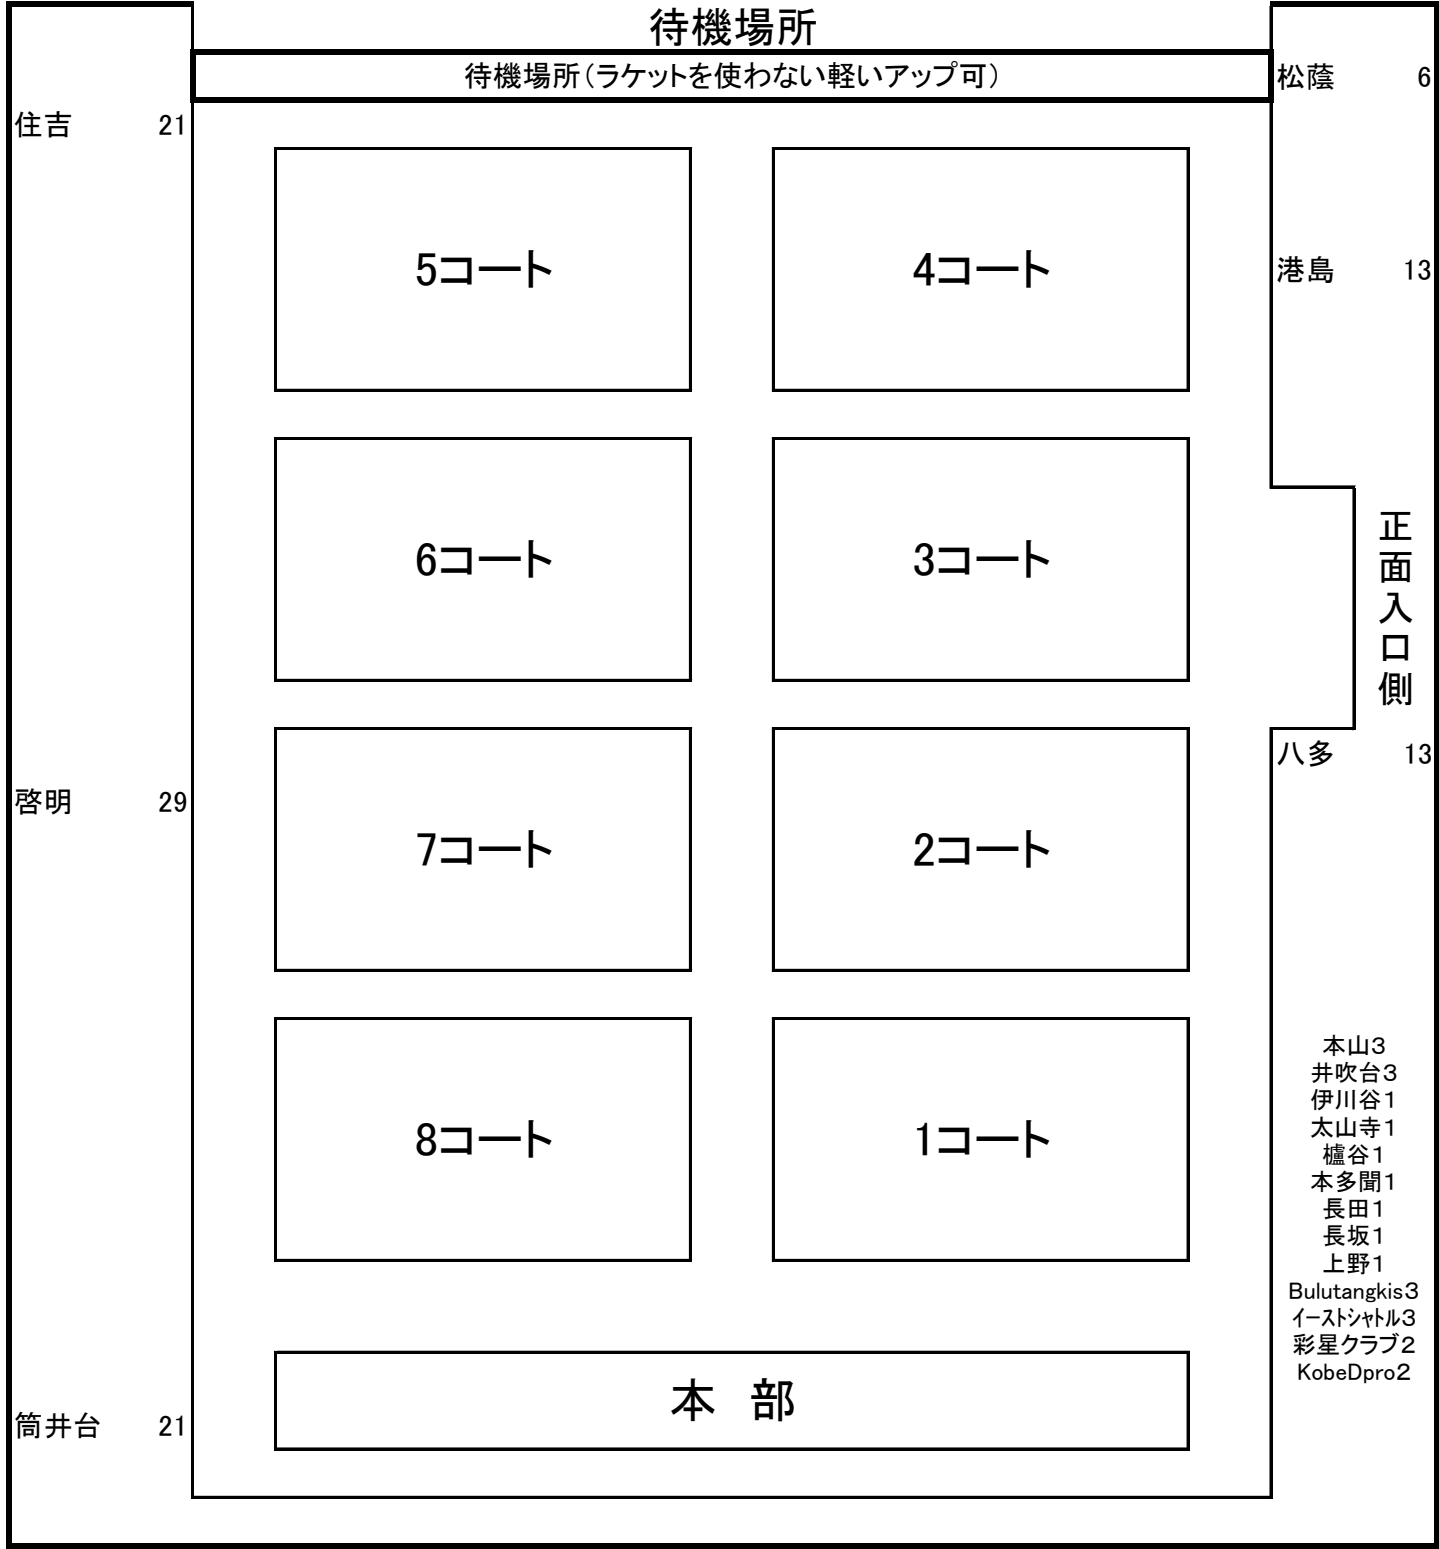 待機場所
待機場所（ラケットを使わない軽いアップ可）
松蔭 6
住吉 21
5コート
4コート
港島 13
6コート
3コート
正面入口側
八多 13
啓明 29
7コート
2コート
8コート
1コート
本山3
井吹台3
伊川谷1
太山寺1
櫨谷1
本多聞1
長田1
長坂1
上野1
Bulutangkis3
イーストシャトル3
彩星クラブ2
KobeDpro2
本　部
筒井台 21